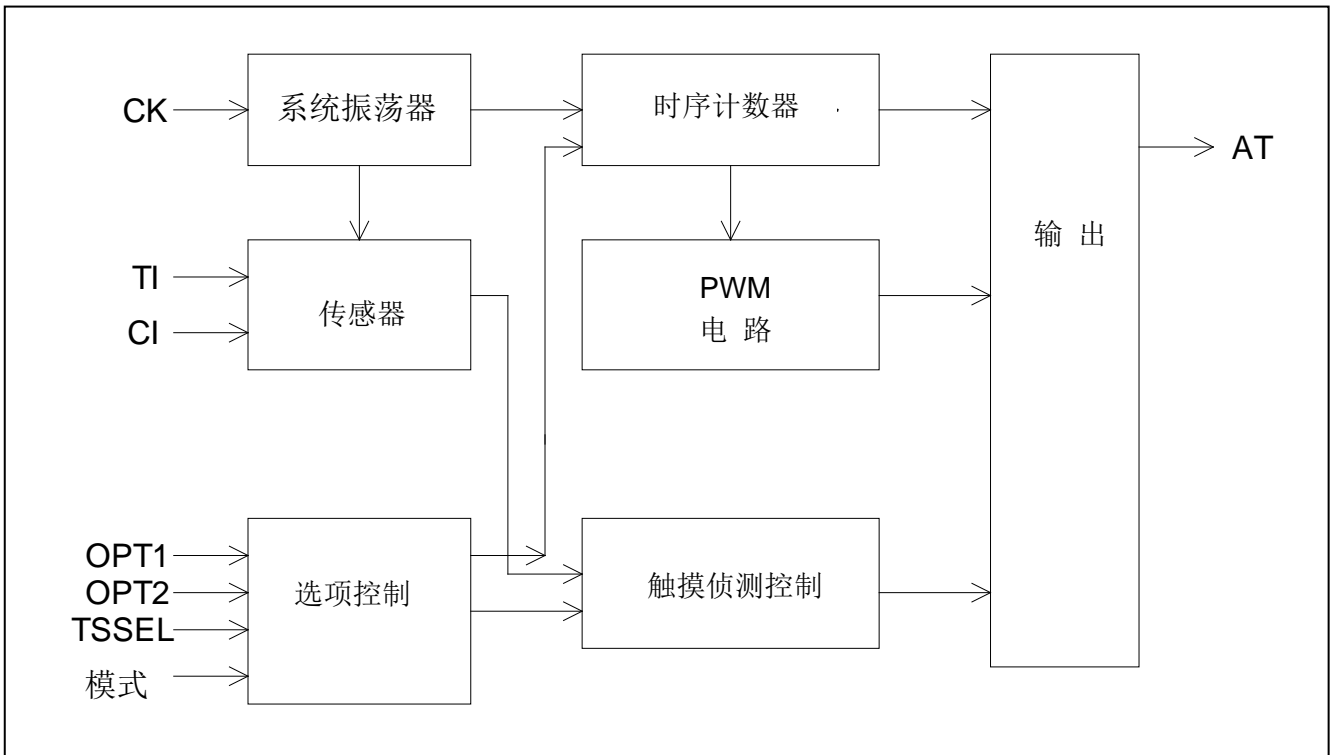 CK
系统振荡器
时序计数器
AT
输 出
TI
CI
传感器
PWM
电 路
OPT1
OPT2
TSSEL
模式
选项控制
触摸侦测控制